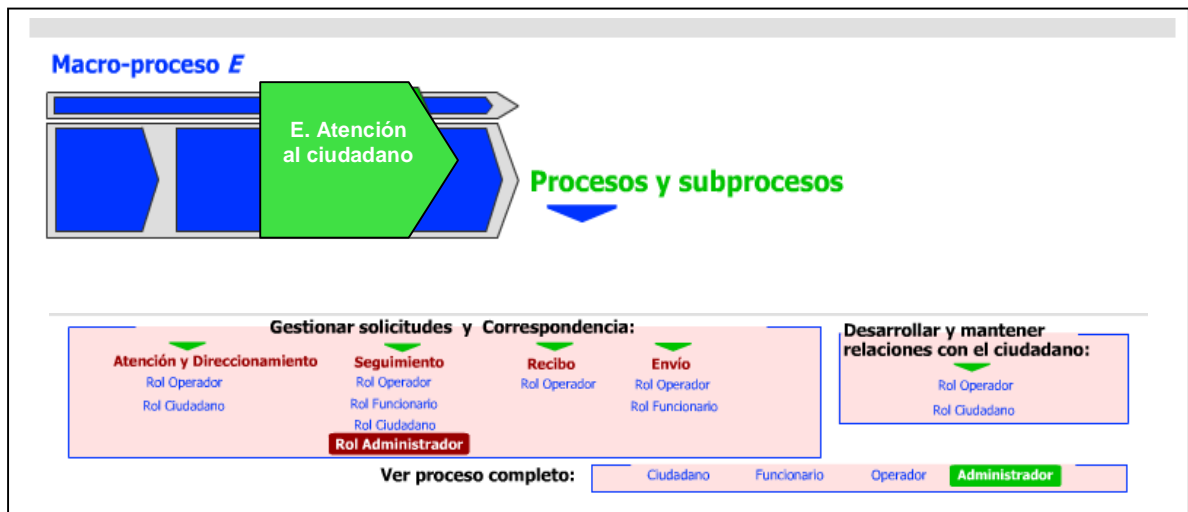 Macro-proceso E
E. Atención
al ciudadano
Procesos y subprocesos
Gestionar solicitudes y Correspondencia:
Atención y Direccionamiento
Rol Operador
Rol Ciudadano
Seguimiento
Rol Operador
Rol Funcionario
Rol Ciudadano
Rol Administrador
Recibo
Rol Operador
Envío
Rol Operador
Rol Funcionario
Desarrollar y mantener
relaciones con el ciudadano:
Rol Operador
Rol Ciudadano
Ver proceso completo: Ciudadano Funcionario Operador Administrador